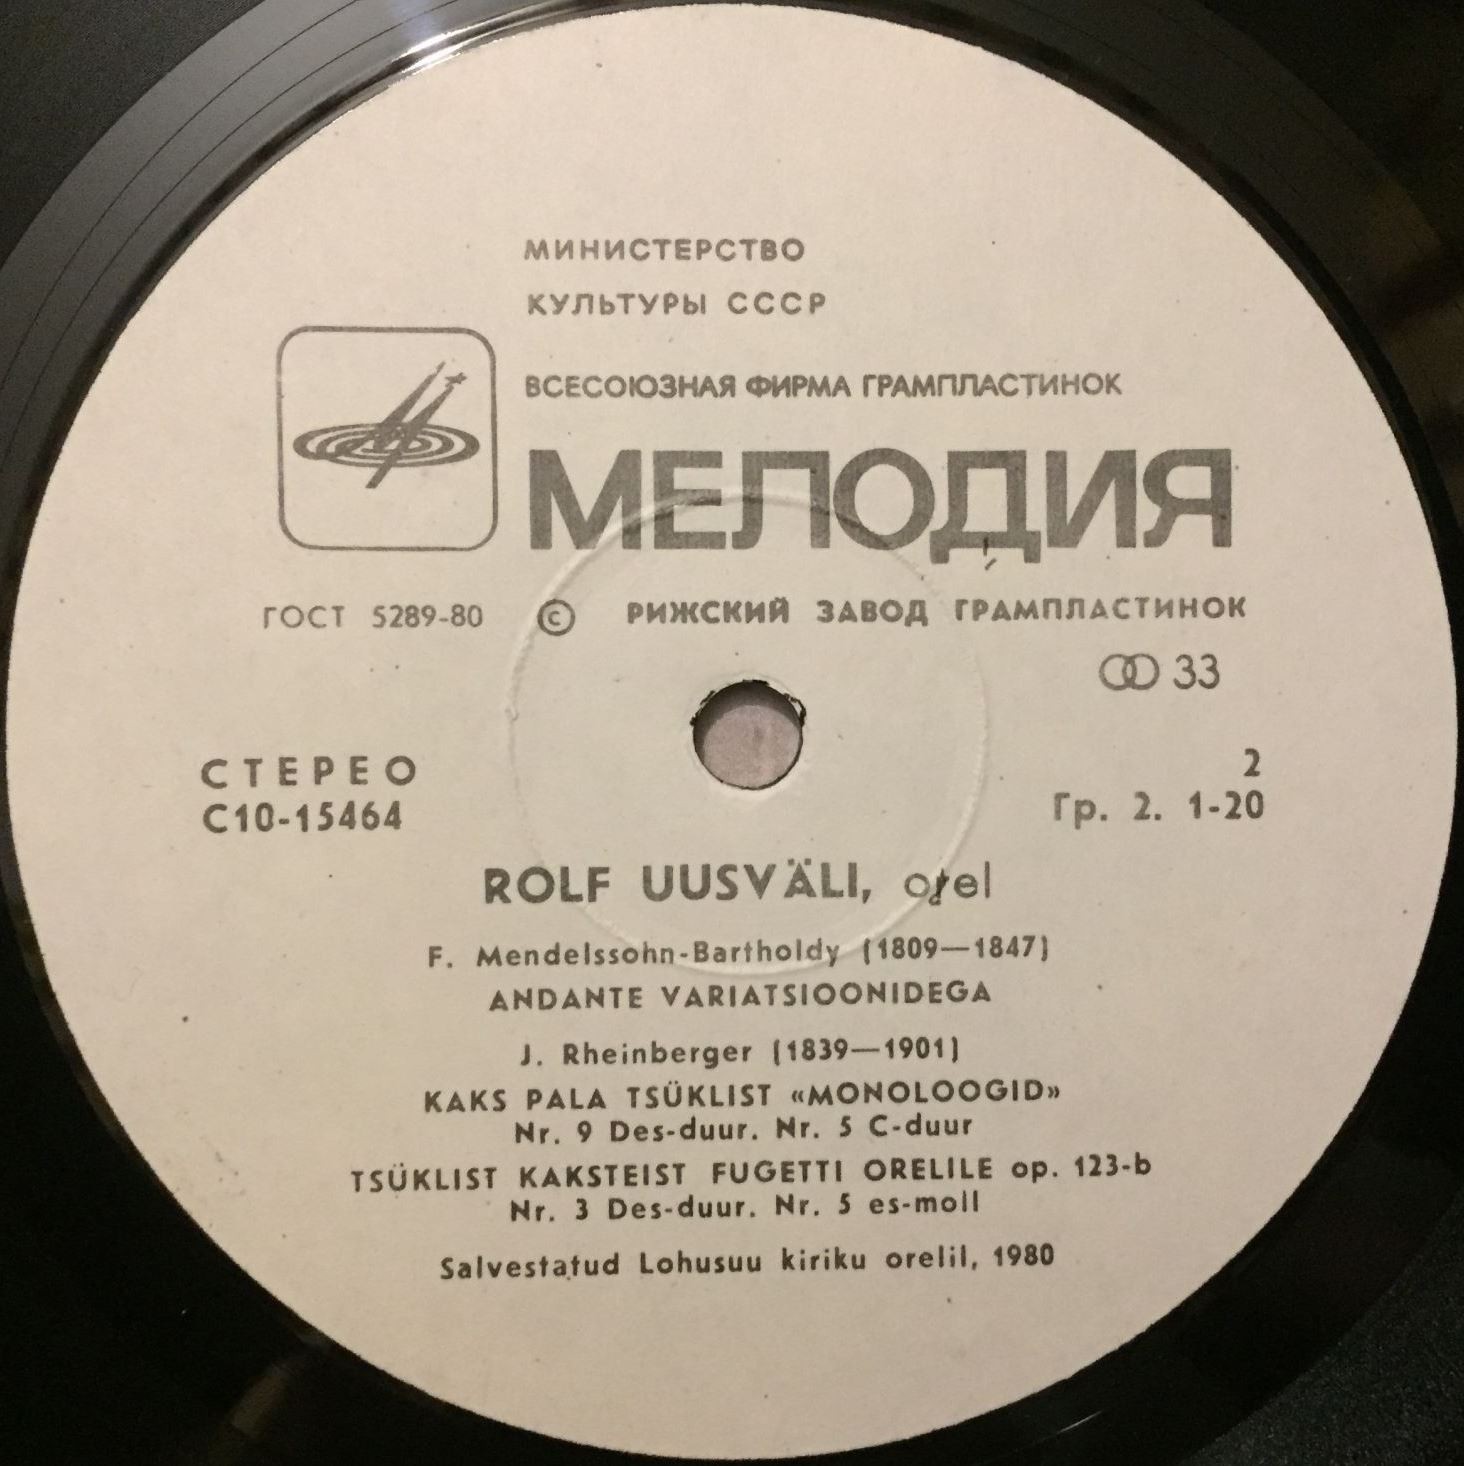 МИНИСТЕРСТВО
КУЛЬТУРЫ СССР
ВСЕСОЮЗНАЯ ФИРМА ГРАМПЛАСТИНОК
МЕЛОДИЯ
ГОСТ 5289-80 © РИЖСКИЙ ЗАВОД ГРАМПЛАСТИНОК
33
СТЕРЕО 2
С10-15464 Гр. 2. 1-20
ROLF UUSVÄLI, orel
F. Mendelssohn-Bartholdy (1809—1847)
ANDANTE VARIATSIOONIDEGA
J. Rheinberger (1839—1901)
KAKS PALA TSÜKLIST «MONOLOOGID»
Nr. 9 Des-duur. Nr. 5 C-duur
TSÜKLIST KAKSTEIST FUGETTI ORELILE op. 123-b
Nr. 3 Des-duur. Nr. 5 es-moll
Salvestatud Lohusuu kiriku orelil, 1980